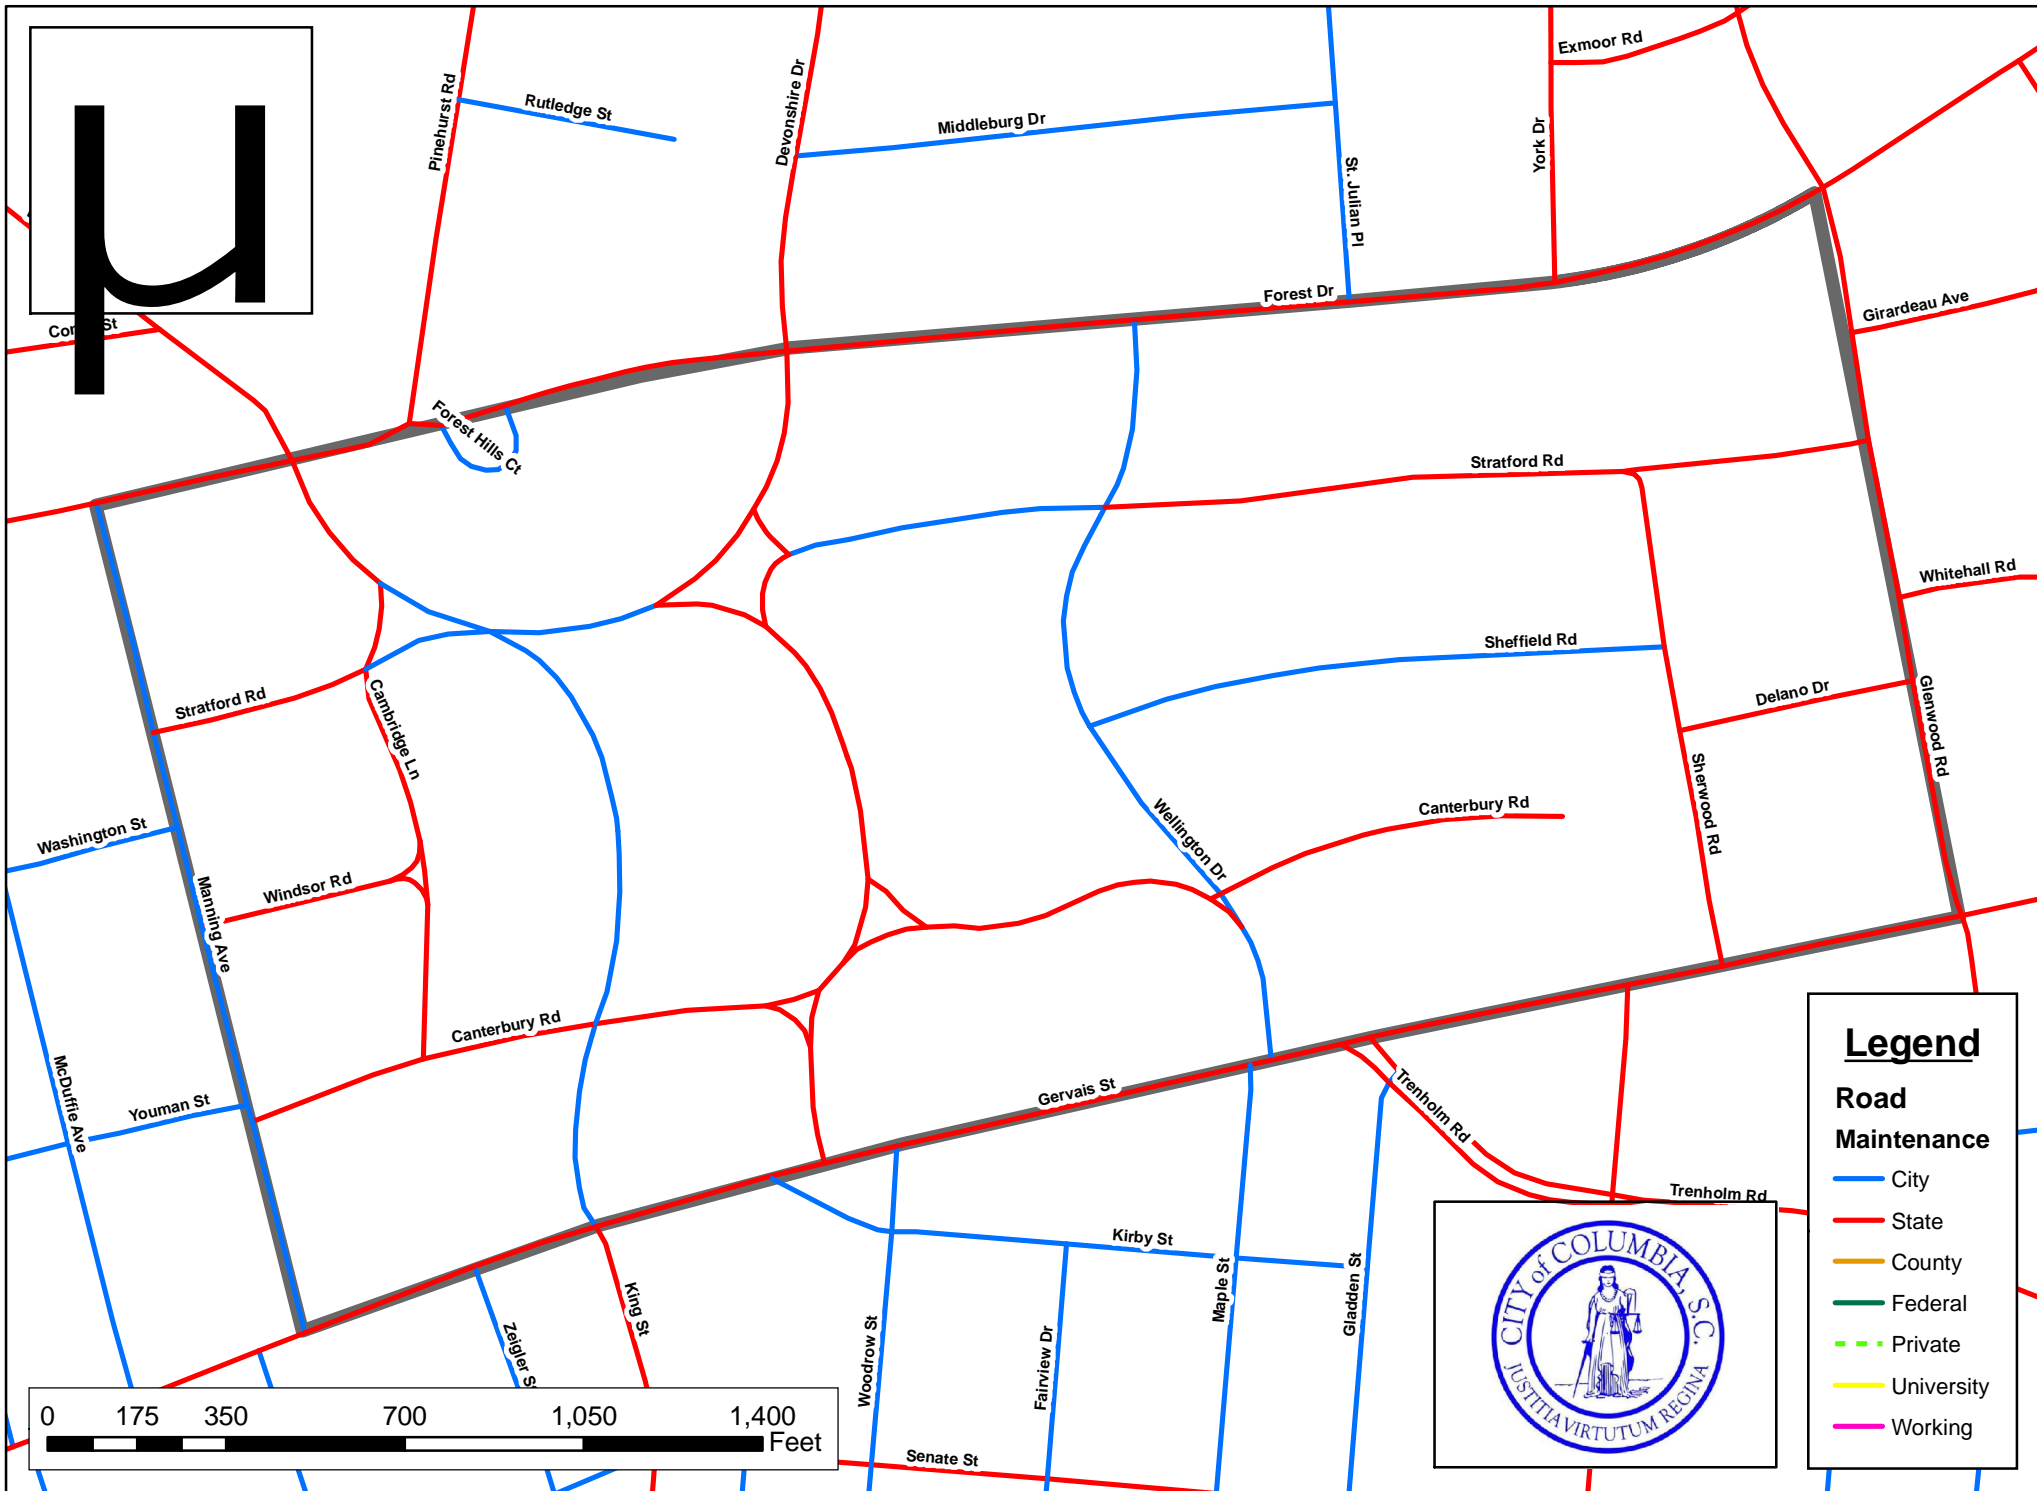 Exmoor Rd
Pinehurst Rd
Rutledge St
Devonshire Dr
Middleburg Dr
York Dr
St. Julian Pl
µ
Forest Dr
Girardeau Ave
St
Forest Hills Ct
Stratford Rd
Whitehall Rd
Sheffield Rd
Stratford Rd
Cambridge Ln
Delano Dr
Glenwood Rd
Sherwood Rd
Washington St
Wellington Dr
Canterbury Rd
Windsor Rd
Manning Ave
Canterbury Rd
McDuffie Ave
Youman St
Gervais St
Trenholm Rd
Trenholm Rd
Kirby St
King St
Zeigler St
Woodrow St
Fairview Dr
Maple St
Gladden St
Senate St
0 175 350 700 1,050 1,400
Feet
CITY of COLUMBIA, S.C.
JUSTITIA VIRTUTUM REGINA
Legend
Road
Maintenance
City
State
County
Federal
Private
University
Working